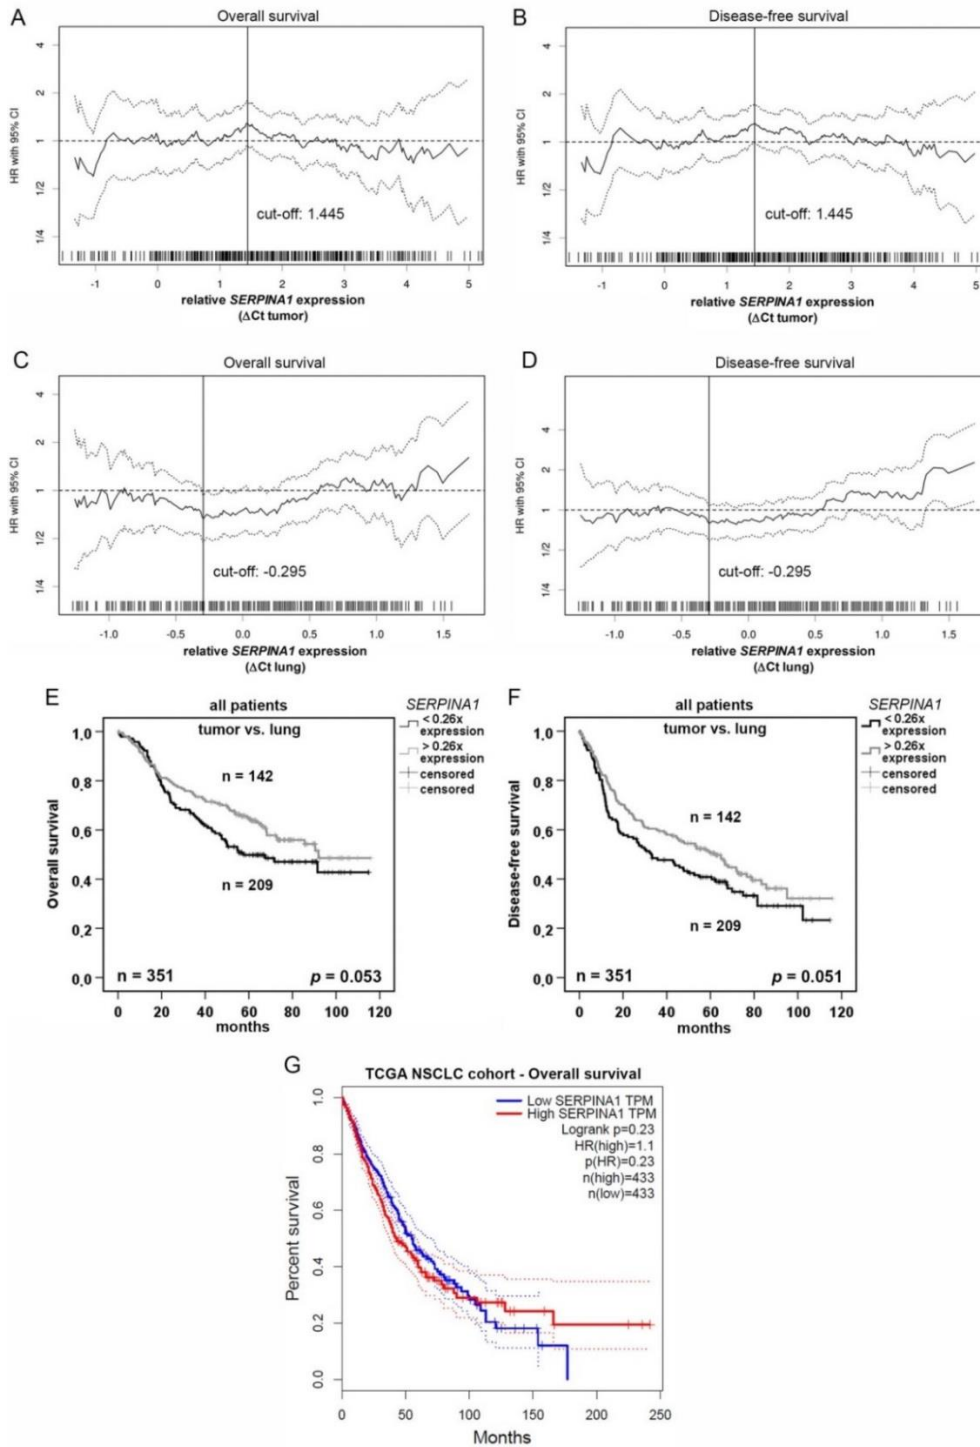 A
Overall survival
HR with 95% CI
4
2
1
1/2
1/4
cut-off: 1.445
-1 0 1 2 3 4 5
relative SERPINA1 expression
(ΔCt tumor)
B
Disease-free survival
HR with 95% CI
4
2
1
1/2
1/4
cut-off: 1.445
-1 0 1 2 3 4 5
relative SERPINA1 expression
(ΔCt tumor)
C
Overall survival
HR with 95% CI
4
2
1
1/2
1/4
cut-off: -0.295
-1.0 -0.5 0.0 0.5 1.0 1.5
relative SERPINA1 expression
(ΔCt lung)
D
Disease-free survival
HR with 95% CI
4
2
1
1/2
1/4
cut-off: -0.295
-1.0 -0.5 0.0 0.5 1.0 1.5
relative SERPINA1 expression
(ΔCt lung)
E
all patients
tumor vs. lung
SERPINA1
< 0.26x
expression
> 0.26x
expression
censored
censored
Overall survival
1,0
0,8
0,6
0,4
0,2
0,0
n = 142
n = 209
n = 351
p = 0.053
0 20 40 60 80 100 120
months
F
all patients
tumor vs. lung
SERPINA1
< 0.26x
expression
> 0.26x
expression
censored
censored
Disease-free survival
1,0
0,8
0,6
0,4
0,2
0,0
n = 142
n = 209
n = 351
p = 0.051
0 20 40 60 80 100 120
months
G
TCGA NSCLC cohort - Overall survival
Low SERPINA1 TPM
High SERPINA1 TPM
Logrank p=0.23
HR(high)=1.1
p(HR)=0.23
n(high)=433
n(low)=433
Percent survival
1.0
0.8
0.6
0.4
0.2
0.0
0 50 100 150 200 250
Months